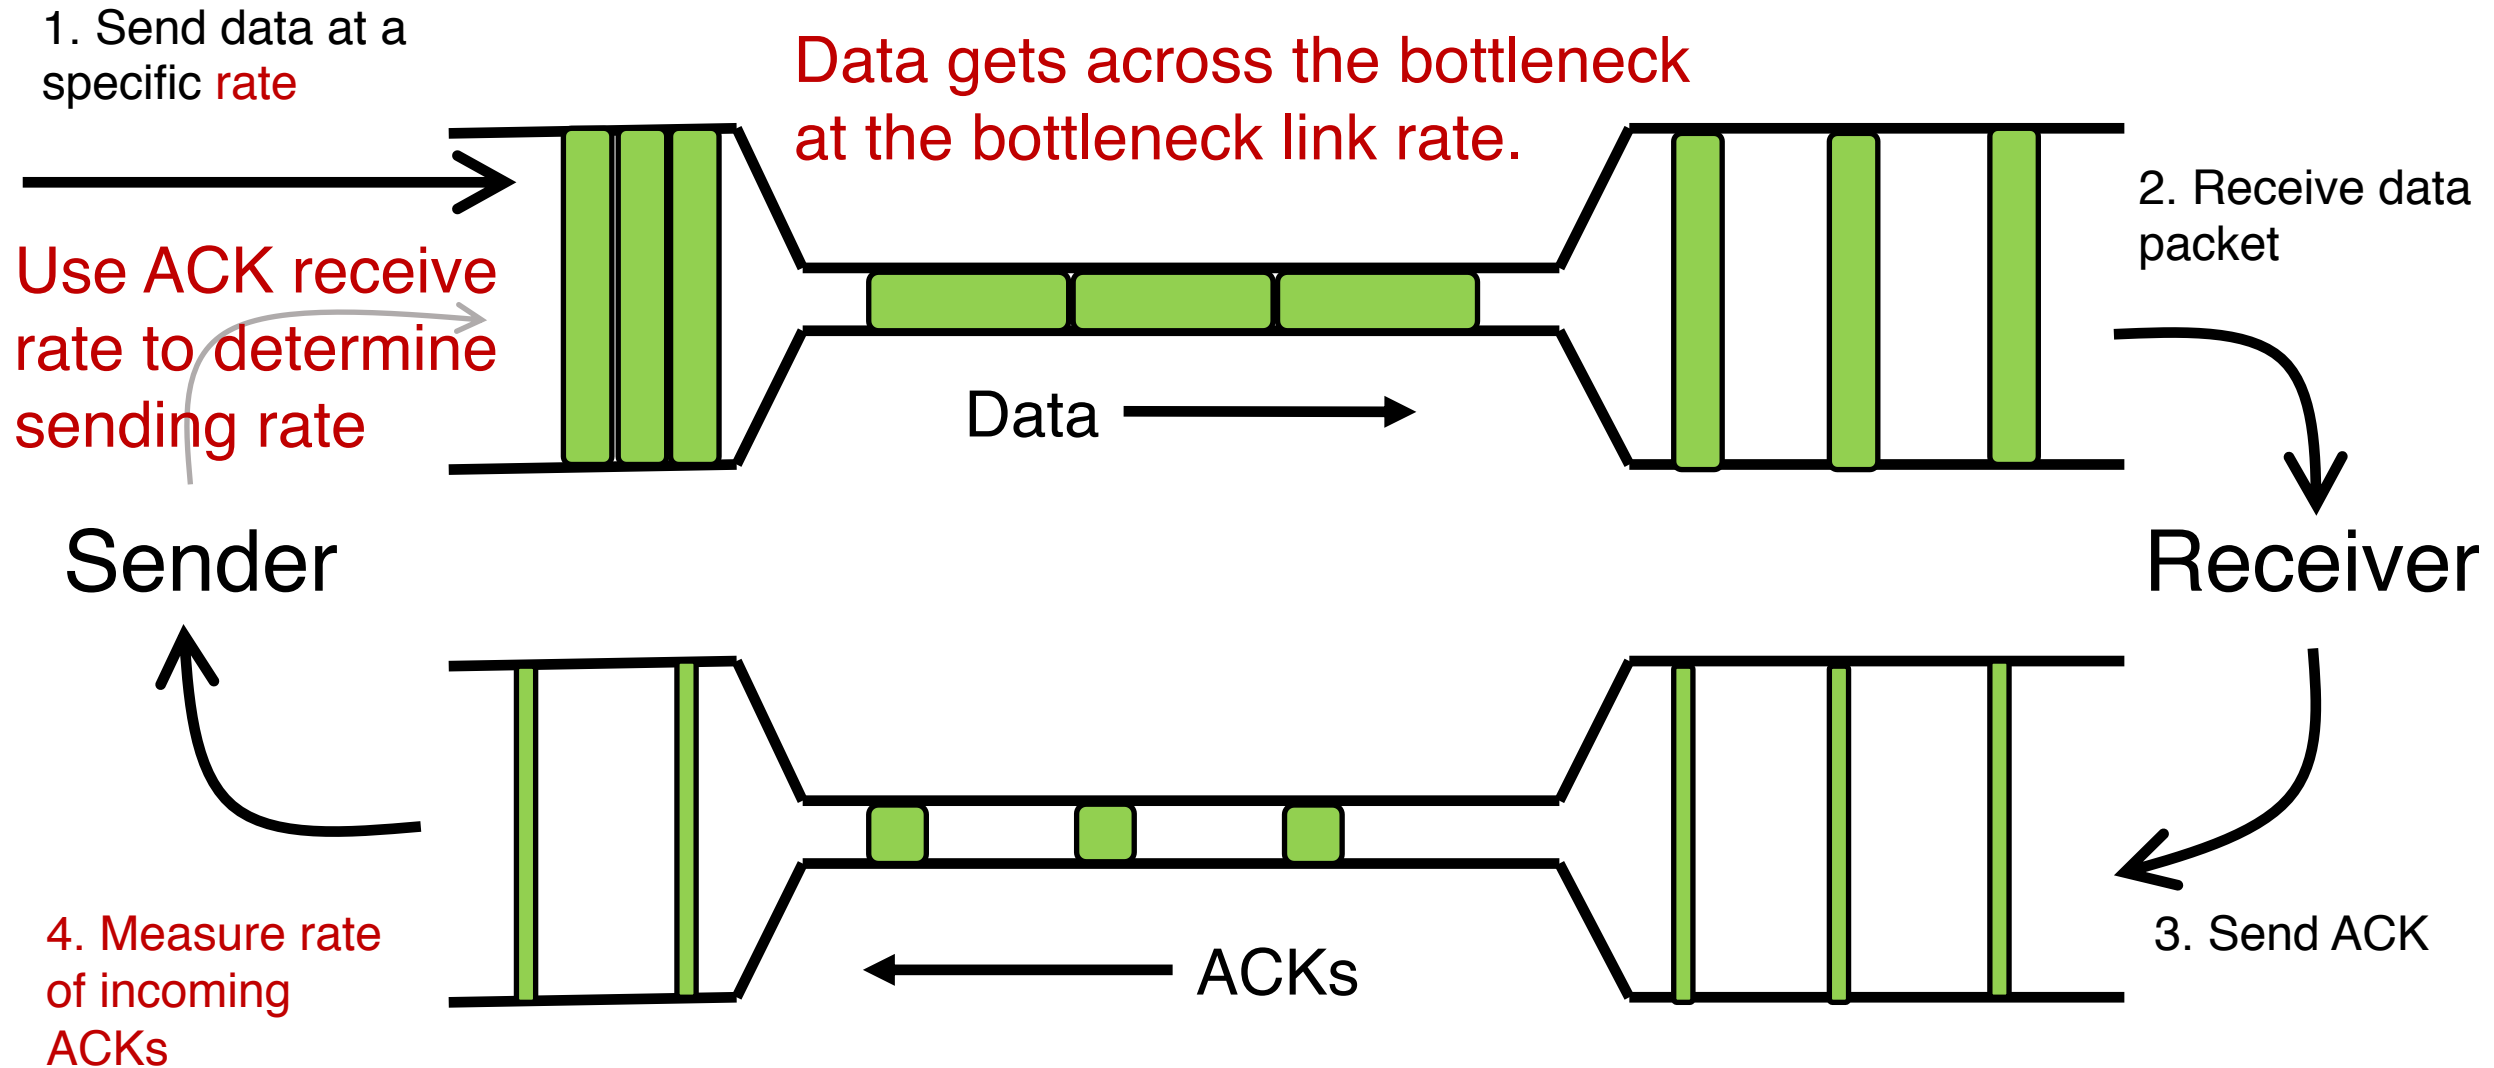 1. Send data at a
specific rate
Data gets across the bottleneck
at the bottleneck link rate.
2. Receive data
packet
Use ACK receive
rate to determine
sending rate
Data
Sender
Receiver
4. Measure rate
of incoming
ACKs
ACKs
3. Send ACK